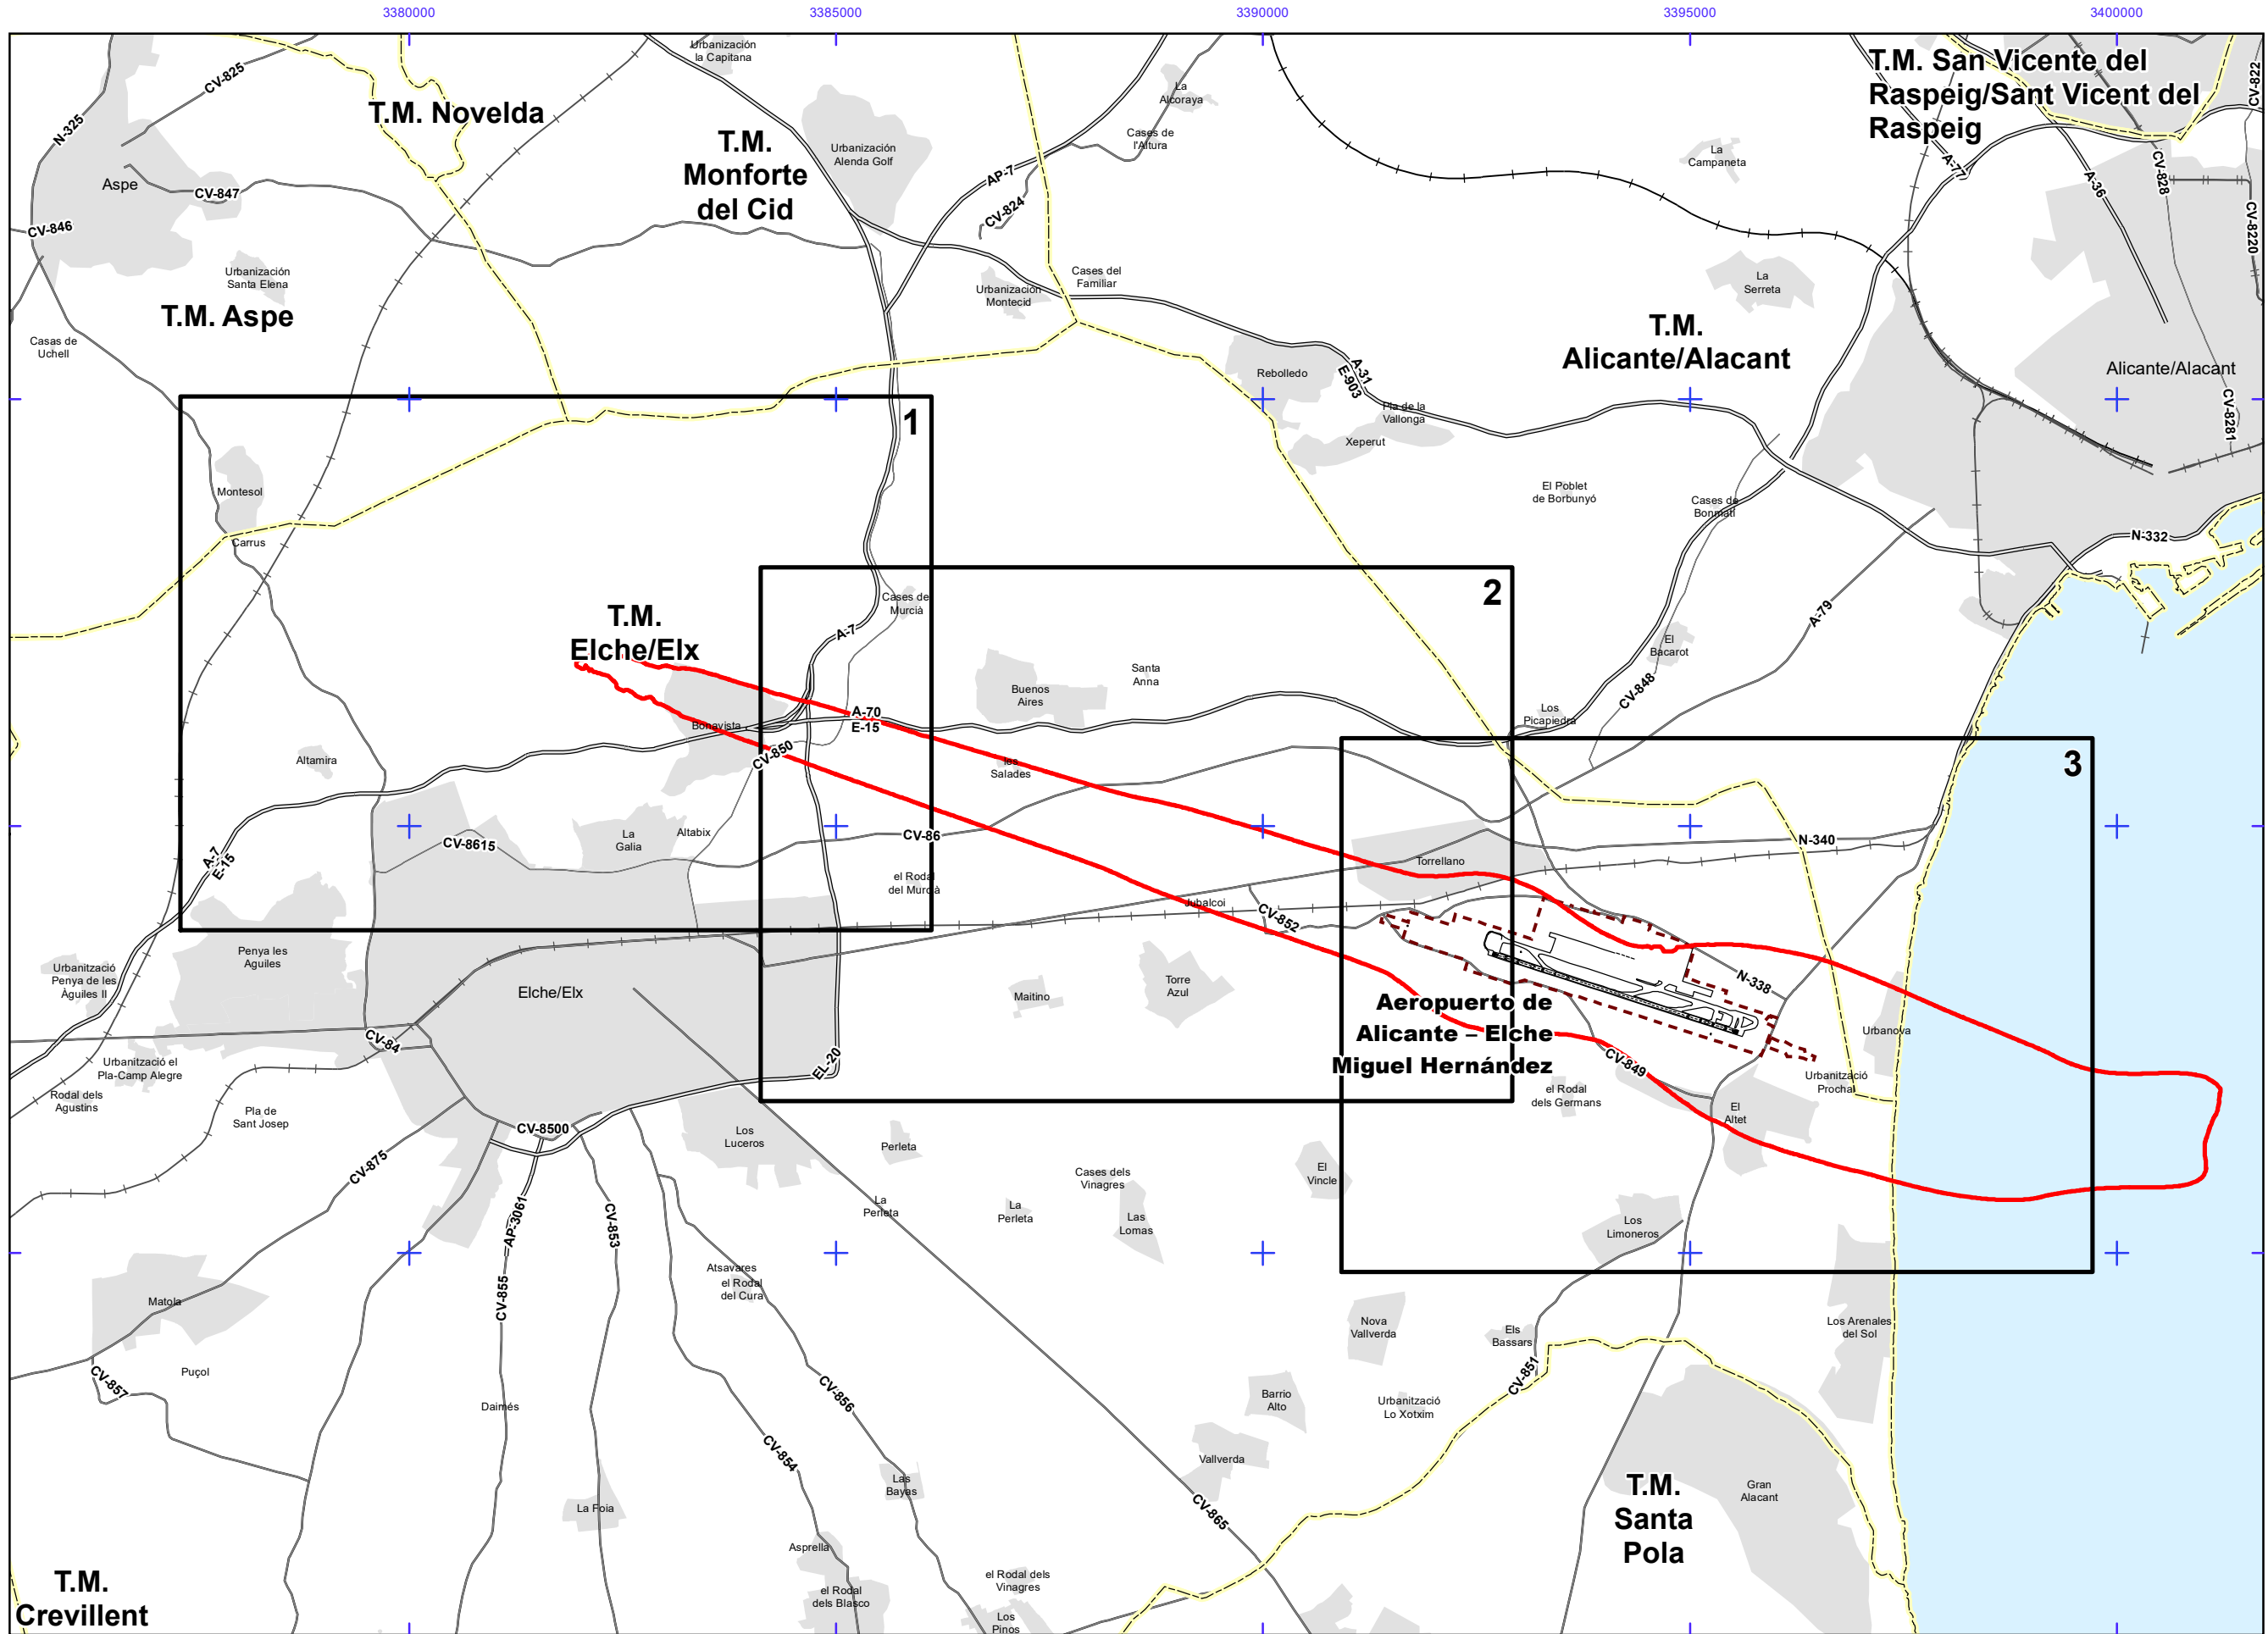 3380000
3385000
3390000
3395000
3400000
CV-825
N-325
Aspe
CV-847
CV-846
Urbanización
Santa Elena
T.M. Aspe
Casas de
Uchell
T.M. Novelda
Urbanización
la Capitana
T.M.
Monforte
del Cid
Urbanización
Alenda Golf
La
Alcoraya
Cases de
l'Altura
AP-7
CV-824
Urbanización
Montecid
Cases del
Familiar
La
Campaneta
T.M. San Vicente del
Raspeig/Sant Vicent del
Raspeig
A-77
A-36
CV-828
CV-822
CV-8220
La
Serreta
T.M.
Alicante/Alacant
Alicante/Alacant
CV-8281
Rebolledo
A-31
E-903
Pla de la
Vallonga
Xeperut
El Poblet
de Borbunyó
Cases de
Bonmatí
N-332
1
Montesol
Carrus
2
Cases de
Murcià
T.M.
Elche/Elx
A-7
A-79
El
Bacarot
Santa
Anna
Buenos
Aires
CV-848
Los
Picapiedra
A-70
E-15
Bonavista
CV-850
les
Salades
Altamira
3
La
Galia
Altabix
CV-8615
CV-86
N-340
A-7
E-15
Torrellano
el Rodal
del Murcià
Jubalcoi
CV-852
Penya les
Aguiles
Urbanització
Penya de les
Àguiles II
Elche/Elx
Maitino
Torre
Azul
N-338
Aeropuerto de
Alicante – Elche
Miguel Hernández
Urbanova
CV-84
EL-20
CV-849
Urbanització
Prochal
Urbanització el
Pla-Camp Alegre
Rodal dels
Agustins
Pla de
Sant Josep
el Rodal
dels Germans
El
Altet
CV-8500
Los
Luceros
Perleta
CV-875
Cases dels
Vinagres
El
Vincle
La
Perleta
La
Perleta
Las
Lomas
Los
Limoneros
AP-3061
CV-853
Atsavares
el Rodal
del Cura
CV-855
Matola
Nova
Vallverda
Els
Bassars
Los Arenales
del Sol
Puçol
CV-857
CV-856
CV-851
Barrio
Alto
Urbanització
Lo Xotxim
Daimés
CV-854
Vallverda
Las
Bayas
T.M.
Santa
Pola
Gran
Alacant
La Foia
CV-865
Asprella
el Rodal
dels Blasco
el Rodal dels
Vinagres
Los
Pinos
T.M.
Crevillent